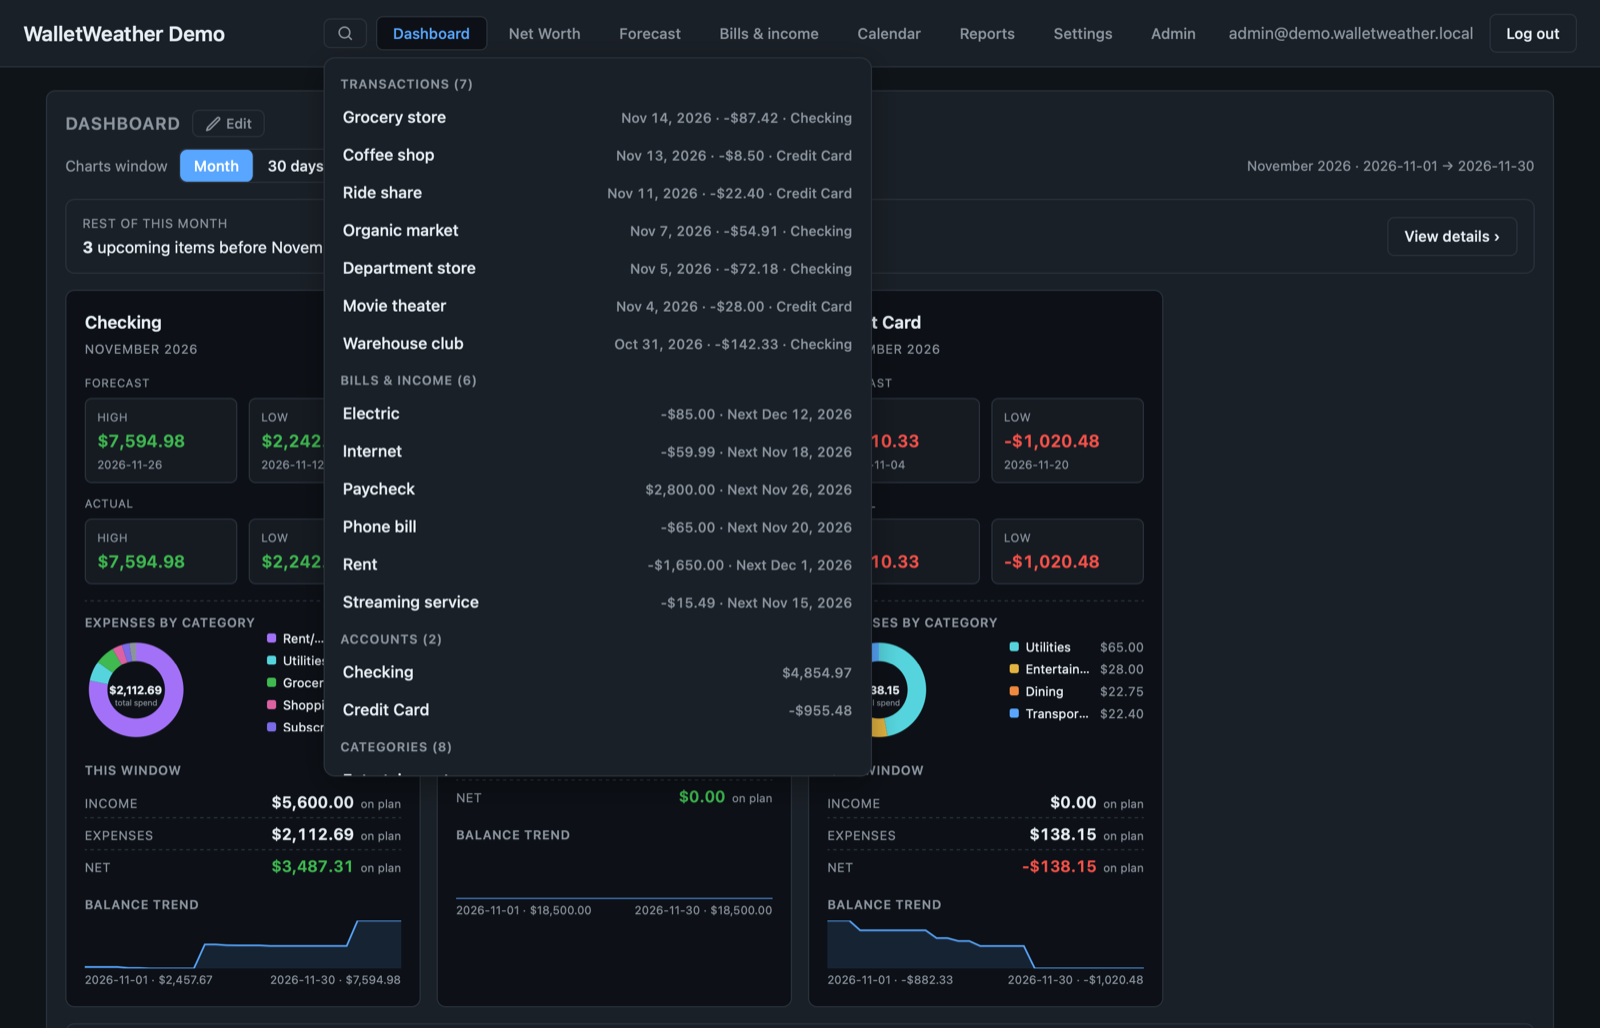 WalletWeather Demo
Dashboard
Net Worth
Forecast
Bills & income
Calendar
Reports
Settings
Admin
admin@demo.walletweather.local
Log out
DASHBOARD
Edit
Charts window
Month
30 days
November 2026 · 2026-11-01 → 2026-11-30
REST OF THIS MONTH
3 upcoming items before Novem
View details ›
TRANSACTIONS (7)
Grocery store Nov 14, 2026 · -$87.42 · Checking
Coffee shop Nov 13, 2026 · -$8.50 · Credit Card
Ride share Nov 11, 2026 · -$22.40 · Credit Card
Organic market Nov 7, 2026 · -$54.91 · Checking
Department store Nov 5, 2026 · -$72.18 · Checking
Movie theater Nov 4, 2026 · -$28.00 · Credit Card
Warehouse club Oct 31, 2026 · -$142.33 · Checking
BILLS & INCOME (6)
Electric -$85.00 · Next Dec 12, 2026
Internet -$59.99 · Next Nov 18, 2026
Paycheck $2,800.00 · Next Nov 26, 2026
Phone bill -$65.00 · Next Nov 20, 2026
Rent -$1,650.00 · Next Dec 1, 2026
Streaming service -$15.49 · Next Nov 15, 2026
ACCOUNTS (2)
Checking $4,854.97
Credit Card -$955.48
CATEGORIES (8)
Checking
NOVEMBER 2026
FORECAST
HIGH
$7,594.98
2026-11-26
LOW
$2,242.
2026-11-12
ACTUAL
HIGH
$7,594.98
LOW
$2,242.
EXPENSES BY CATEGORY
$2,112.69
total spend
Rent/...
Utilities
Grocer
Shoppi
Subscr
THIS WINDOW
INCOME $5,600.00 on plan
EXPENSES $2,112.69 on plan
NET $3,487.31 on plan
BALANCE TREND
2026-11-01 · $2,457.67
2026-11-30 · $7,594.98
NET $0.00 on plan
BALANCE TREND
2026-11-01 · $18,500.00
2026-11-30 · $18,500.00
t Card
MBER 2026
AST
10.33
11-04
LOW
-$1,020.48
2026-11-20
10.33
LOW
-$1,020.48
SES BY CATEGORY
38.15
l spend
Utilities $65.00
Entertain... $28.00
Dining $22.75
Transpor... $22.40
WINDOW
INCOME $0.00 on plan
EXPENSES $138.15 on plan
NET -$138.15 on plan
BALANCE TREND
2026-11-01 · -$882.33
2026-11-30 · -$1,020.48